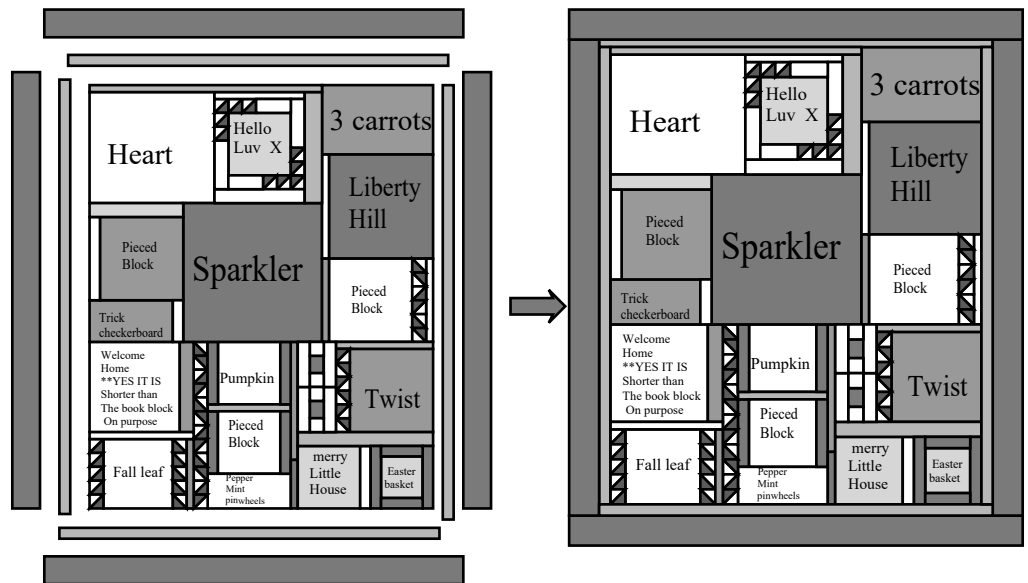 Heart
Hello
Luv X
3 carrots
Liberty
Hill
Pieced
Block
Sparkler
Pieced
Block
Trick
checkerboard
Welcome
Home
**YES IT IS
Shorter than
The book block
On purpose
Pumpkin
Twist
Pieced
Block
Fall leaf
Pepper
Mint
pinwheels
merry
Little
House
Easter
basket
Heart
Hello
Luv X
3 carrots
Liberty
Hill
Pieced
Block
Sparkler
Pieced
Block
Trick
checkerboard
Welcome
Home
**YES IT IS
Shorter than
The book block
On purpose
Pumpkin
Twist
Pieced
Block
Fall leaf
Pepper
Mint
pinwheels
merry
Little
House
Easter
basket